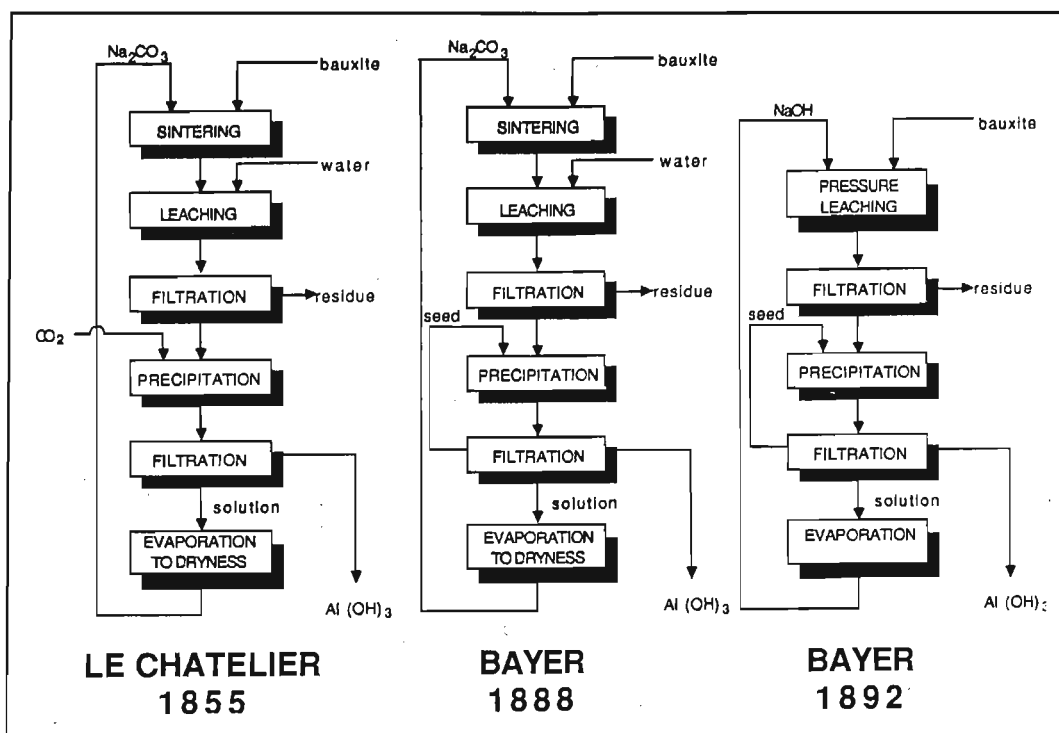 Na2CO3
bauxite
SINTERING
water
LEACHING
FILTRATION
residue
CO2
PRECIPITATION
FILTRATION
solution
EVAPORATION
TO DRYNESS
Al (OH)3
LE CHATELIER
1855
Na2CO3
bauxite
SINTERING
water
LEACHING
FILTRATION
residue
seed
PRECIPITATION
FILTRATION
solution
EVAPORATION
TO DRYNESS
Al (OH)3
BAYER
1888
NaOH
bauxite
PRESSURE
LEACHING
FILTRATION
residue
seed
PRECIPITATION
FILTRATION
solution
EVAPORATION
Al (OH)3
BAYER
1892